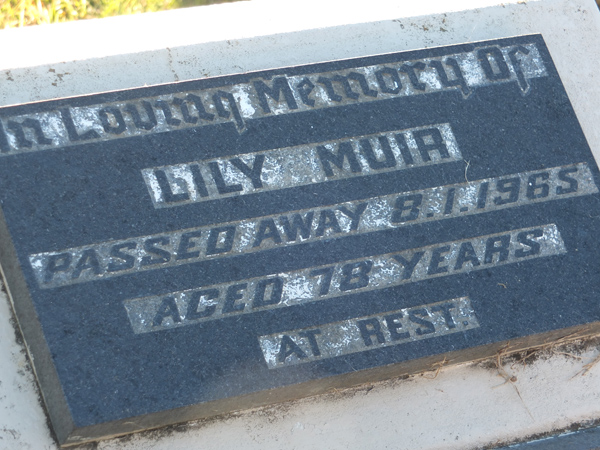 In Loving Memory Of
LILY MUIR
PASSED AWAY 8.1.1965
AGED 78 YEARS
AT REST.